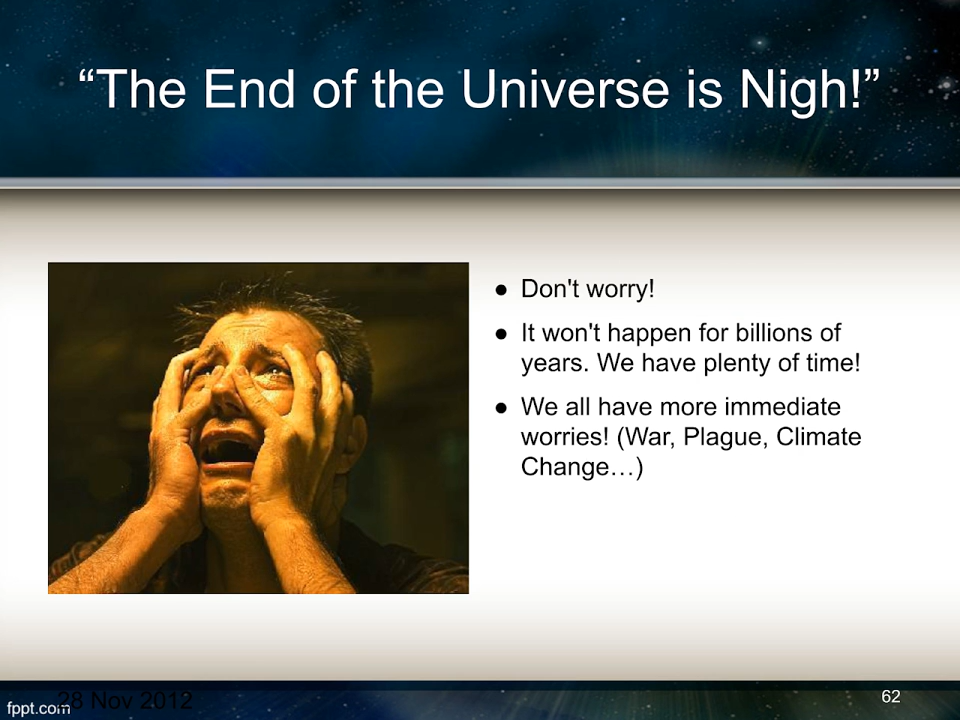 “The End of the Universe is Nigh!”
● Don't worry!
● It won't happen for billions of
years. We have plenty of time!
● We all have more immediate
worries! (War, Plague, Climate
Change…)
28 Nov 2012
fppt.com
62